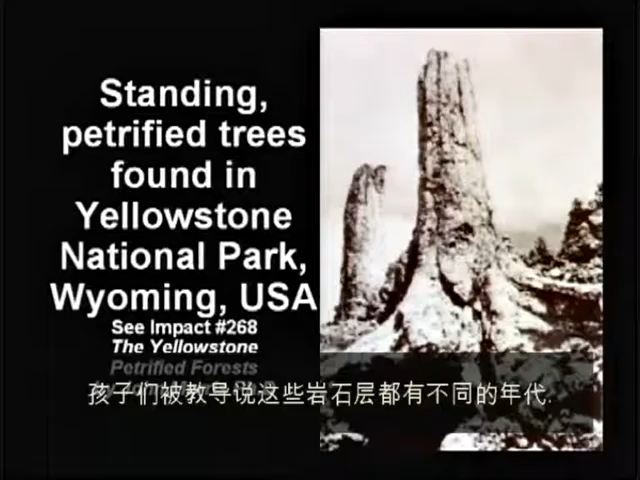 Standing,
petrified trees
found in
Yellowstone
National Park,
Wyoming, USA
See Impact #268
The Yellowstone
Petrified Forests
孩子们被教导说这些岩石层都有不同的年代.